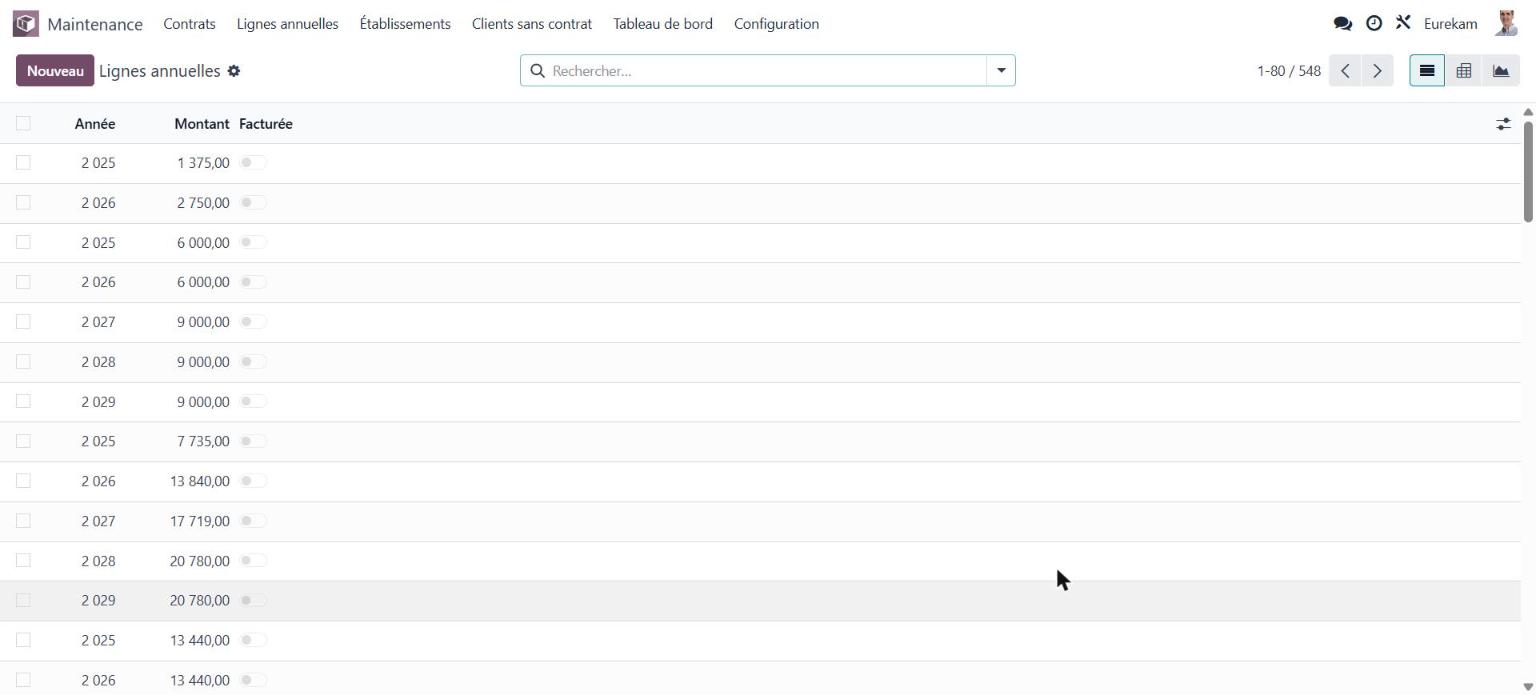 Maintenance Contrats Lignes annuelles Établissements Clients sans contrat Tableau de bord Configuration Eurekam
Nouveau Lignes annuelles Rechercher... 1-80 / 548
Année Montant Facturée
2 025 1 375,00
2 026 2 750,00
2 025 6 000,00
2 026 6 000,00
2 027 9 000,00
2 028 9 000,00
2 029 9 000,00
2 025 7 735,00
2 026 13 840,00
2 027 17 719,00
2 028 20 780,00
2 029 20 780,00
2 025 13 440,00
2 026 13 440,00